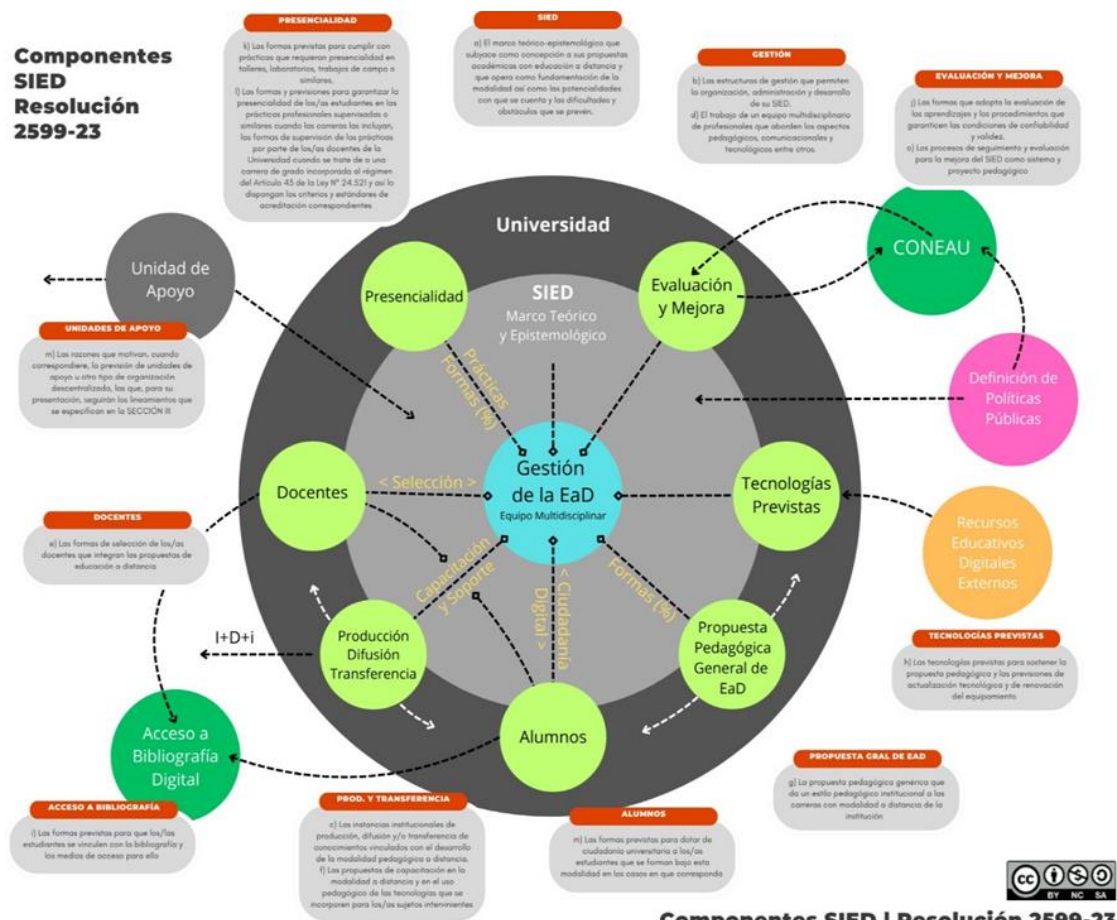 Componentes
SIED
Resolución
2599-23
PRESENCIALIDAD
k) Las formas previstas para cumplir con
prácticas que requieran presencialidad en
talleres, laboratorios, trabajos de campo o
similares.
l) Las formas y previsiones para garantizar la
presencialidad de los/as estudiantes en las
prácticas profesionales supervisadas o
similares cuando las carreras las incluyan,
las formas de supervisión de las prácticas
por parte de los/as docentes de la
Universidad cuando se trate de a una
carrera de grado incorporada al régimen
del Artículo 43 de la Ley Nº 24.521 y así lo
dispongan los criterios y estándares de
acreditación correspondientes
SIED
a) El marco teórico-epistemológico que
subyace como concepción a sus propuestas
académicas con educación a distancia y
que opera como fundamentación de la
modalidad así como las potencialidades
con que se cuenta y las dificultades y
obstáculos que se prevén.
GESTIÓN
b) Las estructuras de gestión que permiten
la organización, administración y desarrollo
de su SIED.
d) El trabajo de un equipo multidisciplinario
de profesionales que aborden los aspectos
pedagógicos, comunicacionales y
tecnológicos entre otros.
EVALUACIÓN Y MEJORA
j) Las formas que adopta la evaluación de
los aprendizajes y los procedimientos que
garanticen las condiciones de confiabilidad
y validez.
o) Los procesos de seguimiento y evaluación
para la mejora del SIED como sistema y
proyecto pedagógico
Universidad
SIED
Marco Teórico
y Epistemológico
Presencialidad
Evaluación
y Mejora
CONEAU
Unidad de
Apoyo
UNIDADES DE APOYO
m) Las razones que motivan, cuando
correspondiere, la previsión de unidades de
apoyo u otro tipo de organización
descentralizado, las que, para su
presentación, seguirán los lineamientos que
se especifican en la SECCIÓN III
Definición de
Políticas
Públicas
Prácticas
Formas (%)
Gestión
de la EaD
Equipo Multidisciplinar
Docentes
< Selección >
Tecnologías
Previstas
Recursos
Educativos
Digitales
Externos
DOCENTES
e) Las formas de selección de los/as
docentes que integran las propuestas de
educación a distancia
Capacitación
y Soporte
< Ciudadanía
Digital >
Formas (%)
I+D+i
Producción
Difusión
Transferencia
Propuesta
Pedagógica
General de
EaD
TECNOLOGÍAS PREVISTAS
h) Las tecnologías previstas para sostener la
propuesta pedagógica y las previsiones de
actualización tecnológica y de renovación
del equipamiento
Alumnos
Acceso a
Bibliografía
Digital
ACCESO A BIBLIOGRAFÍA
i) Las formas previstas para que los/las
estudiantes se vinculen con la bibliografía y
los medios de acceso para ello
PROD. Y TRANSFERENCIA
c) Las instancias institucionales de
producción, difusión y/o transferencia de
conocimientos vinculados con el desarrollo
de la modalidad pedagógica a distancia.
f) Las propuestas de capacitación en la
modalidad a distancia y en el uso
pedagógico de las tecnologías que se
incorporen para los/as sujetos intervinientes
ALUMNOS
m) Las formas previstas para dotar de
ciudadanía universitaria a los/as
estudiantes que se forman bajo esta
modalidad en los casos en que corresponda
PROPUESTA GRAL DE EAD
g) La propuesta pedagógica genérica que
da un estilo pedagógico institucional a las
carreras con modalidad a distancia de la
institución
CC BY NC SA
Componentes SIED | Resolución 2599-23